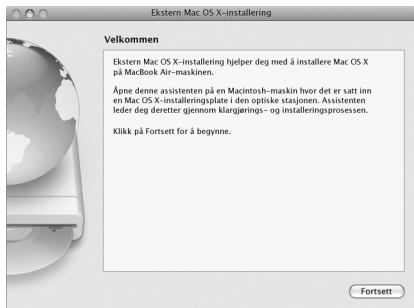 Ekstern Mac OS X-installering
Velkommen
Ekstern Mac OS X-installering hjelper deg med å installere Mac OS X
på MacBook Air-maskinen.
Åpne denne assistenten på en Macintosh-maskin hvor det er satt inn
en Mac OS X-installeringsplate i den optiske stasjonen. Assistenten
leder deg deretter gjennom klargjørings- og installeringsprosessen.
Klikk på Fortsett for å begynne.
Fortsett